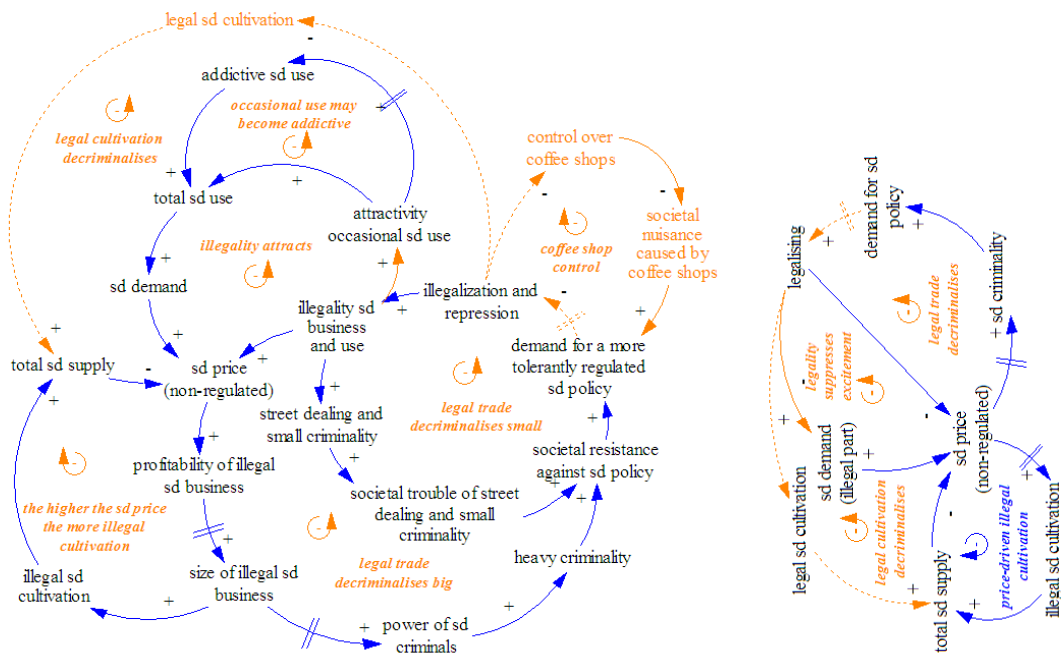 legal sd cultivation
addictive sd use
occasional use may
become addictive
legal cultivation
decriminalises
control over
coffee shops
total sd use
attractivity
occasional sd use
societal
nuisance
caused by
coffee shops
illegality attracts
coffee shop
control
sd demand
illegality sd
business
and use
illegalization and
repression
total sd supply
sd price
(non-regulated)
demand for a more
tolerantly regulated
sd policy
street dealing and
small criminality
legal trade
decriminalises small
profitability of illegal
sd business
societal resistance
against sd policy
societal trouble of street
dealing and small
criminality
the higher the sd price
the more illegal
cultivation
heavy criminality
legal trade
decriminalises big
illegal sd
cultivation
size of illegal sd
business
power of sd
criminals
demand for sd
policy
legalising
sd criminality
legal trade
decriminalises
legality
suppresses
excitement
sd price
(non-regulated)
sd demand
(illegal part)
legal sd cultivation
legal cultivation
decriminalises
price-driven illegal
cultivation
total sd supply
illegal sd cultivation